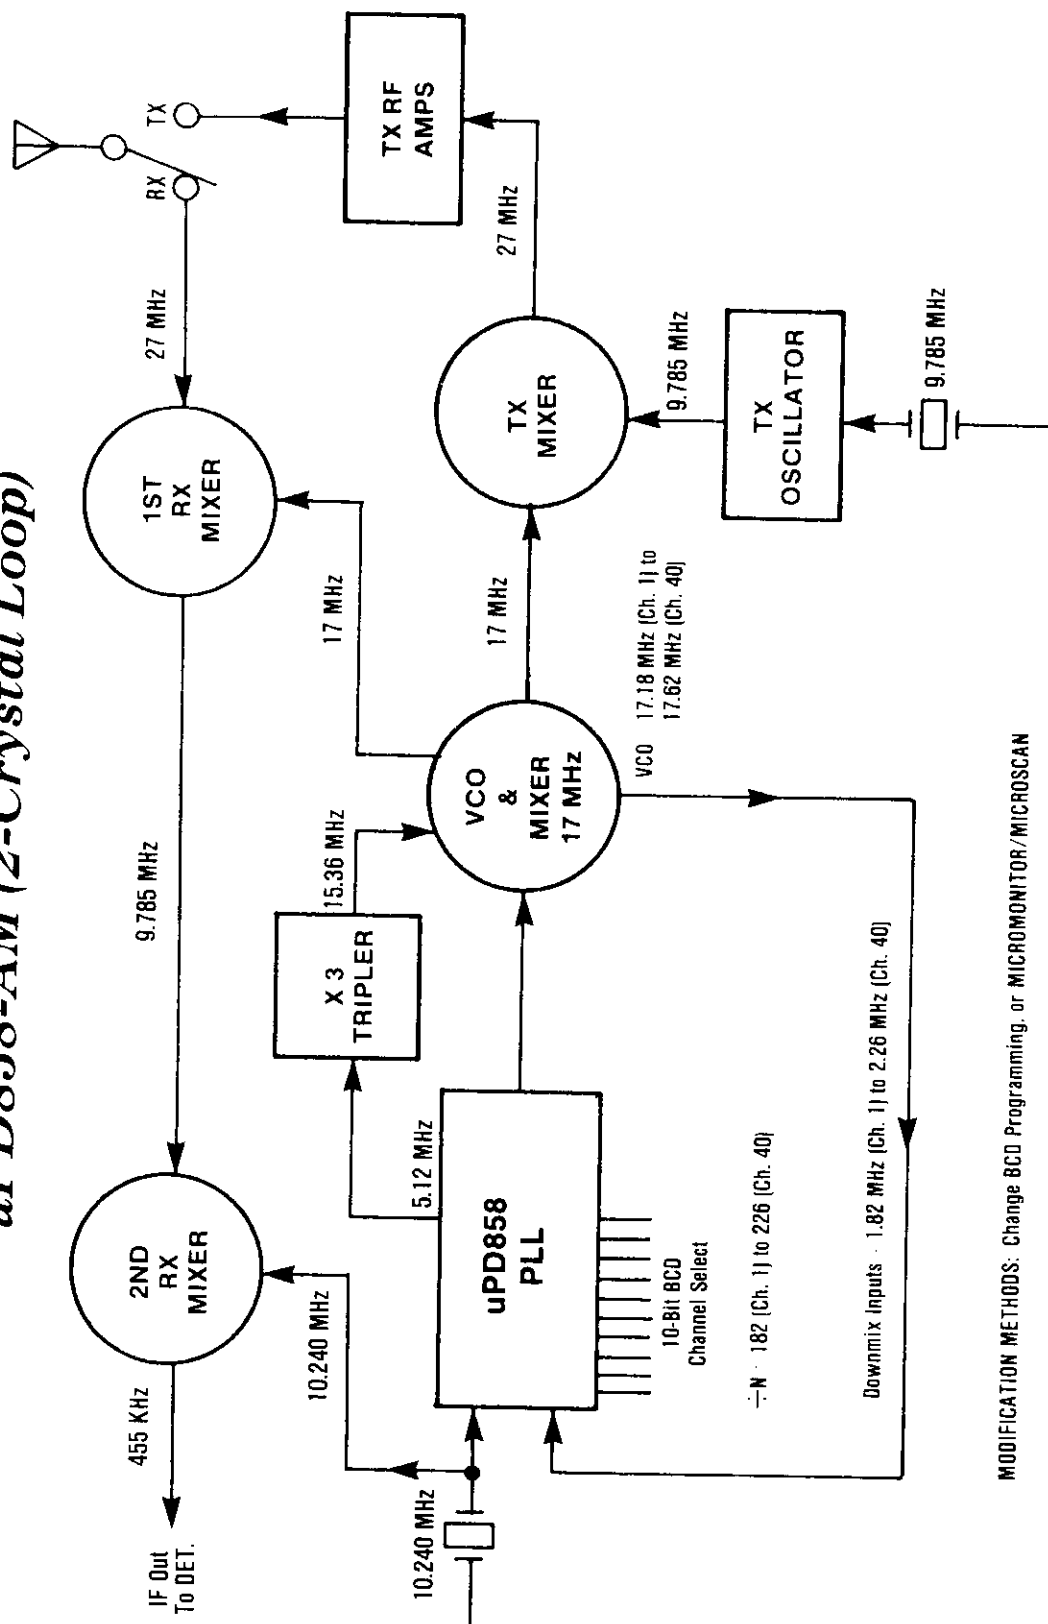 uPD858-AM (2-Crystal Loop)
IF Out
To DET.
455 KHz
2ND
RX
MIXER
9.785 MHz
1ST
RX
MIXER
27 MHz
RX
TX
10.240 MHz
5.12 MHz
X 3
TRIPLER
15.36 MHz
17 MHz
TX RF
AMPS
10.240 MHz
uPD858
PLL
VCO
&
MIXER
17 MHz
17 MHz
TX
MIXER
27 MHz
10-Bit BCD
Channel Select
VCO 17.18 MHz (Ch. 1) to
17.62 MHz (Ch. 40)
9.785 MHz
÷N · 182 (Ch. 1) to 226 (Ch. 40)
TX
OSCILLATOR
Downmix Inputs · 1.82 MHz (Ch. 1) to 2.26 MHz (Ch. 40)
9.785 MHz
MODIFICATION METHODS: Change BCD Programming, or MICROMONITOR/MICROSCAN